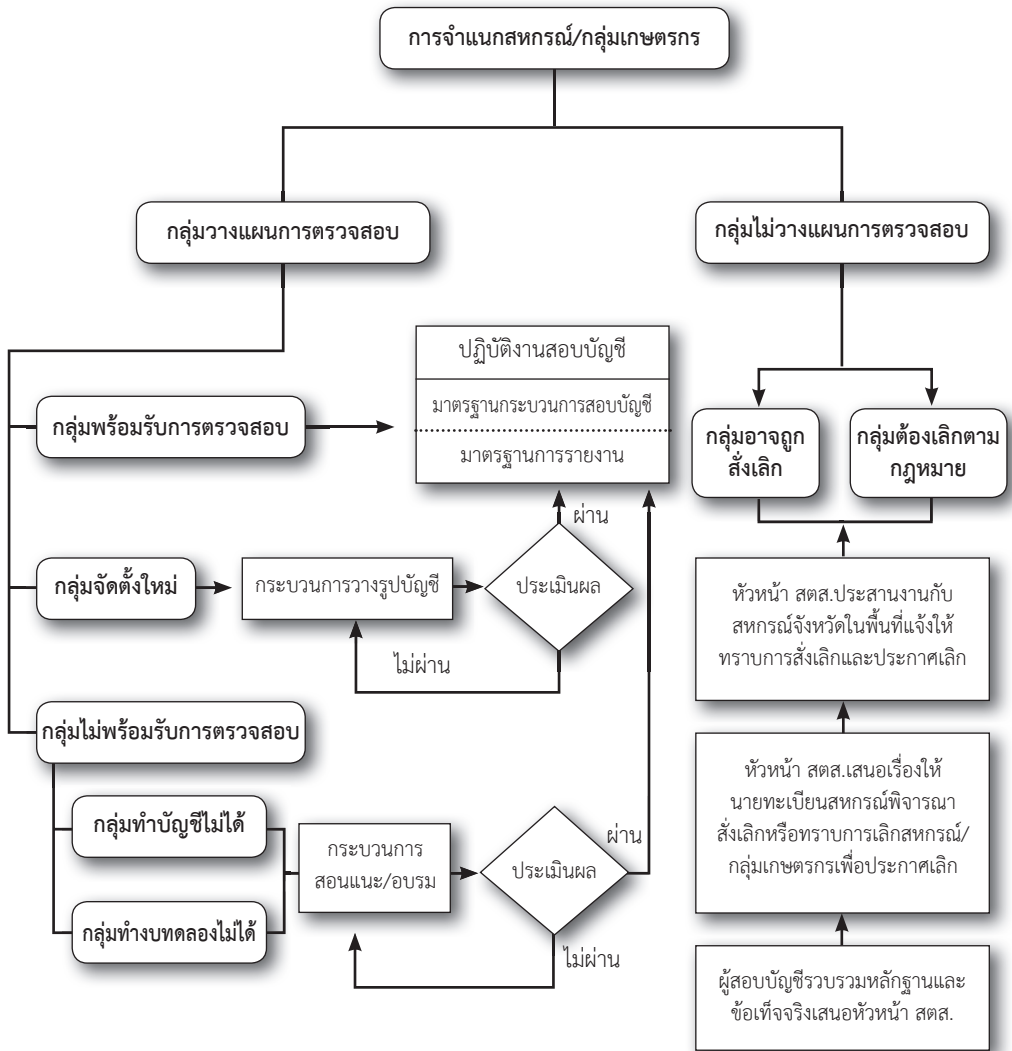 การจำแนกสหกรณ์/กลุ่มเกษตรกร
กลุ่มวางแผนการตรวจสอบ
กลุ่มไม่วางแผนการตรวจสอบ
ปฏิบัติงานสอบบัญชี
มาตรฐานกระบวนการสอบบัญชี
มาตรฐานการรายงาน
กลุ่มพร้อมรับการตรวจสอบ
กลุ่มอาจถูก
สั่งเลิก
กลุ่มต้องเลิกตาม
กฎหมาย
ผ่าน
กลุ่มจัดตั้งใหม่
กระบวนการวางรูปบัญชี
ประเมินผล
ไม่ผ่าน
หัวหน้า สตส.ประสานงานกับ
สหกรณ์จังหวัดในพื้นที่แจ้งให้
ทราบการสั่งเลิกและประกาศเลิก
กลุ่มไม่พร้อมรับการตรวจสอบ
กลุ่มทำบัญชีไม่ได้
กลุ่มทำงบทดลองไม่ได้
กระบวนการ
สอนแนะ/อบรม
ประเมินผล
ผ่าน
ไม่ผ่าน
หัวหน้า สตส.เสนอเรื่องให้
นายทะเบียนสหกรณ์พิจารณา
สั่งเลิกหรือทราบการเลิกสหกรณ์/
กลุ่มเกษตรกรเพื่อประกาศเลิก
ผู้สอบบัญชีรวบรวมหลักฐานและ
ข้อเท็จจริงเสนอหัวหน้า สตส.